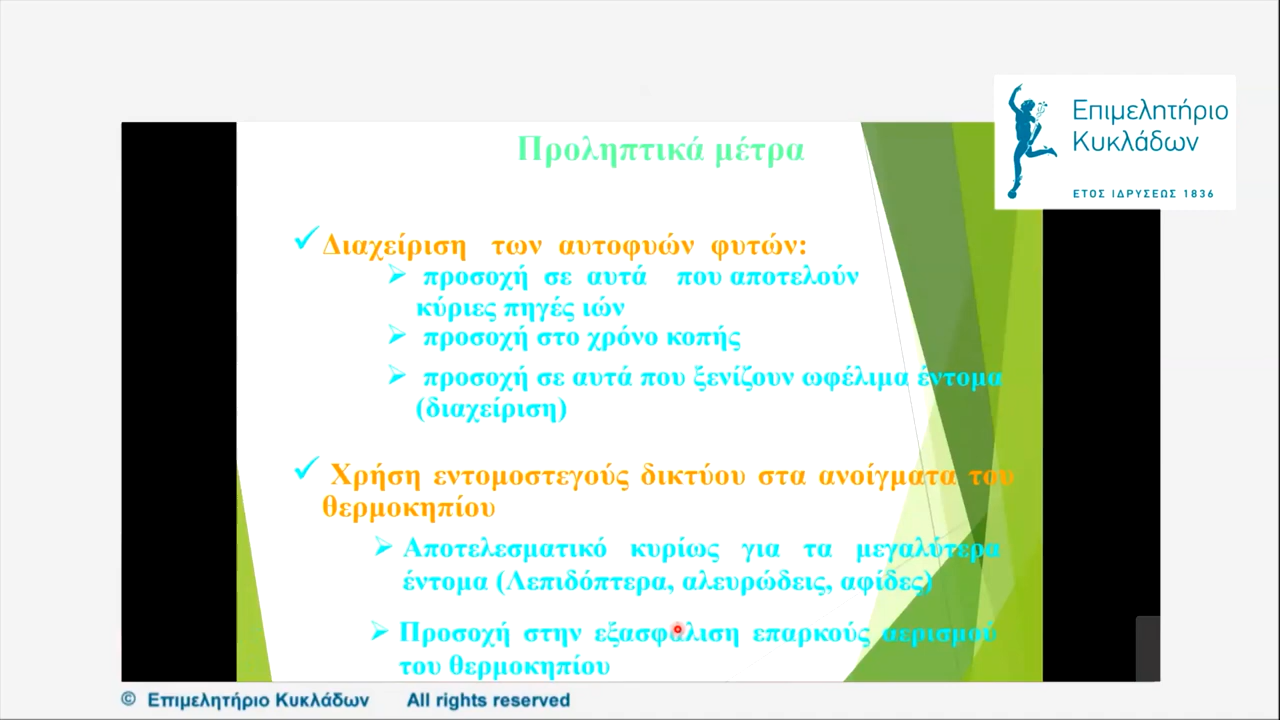 Επιμελητήριο
Κυκλάδων
ΕΤΟΣ ΙΔΡΥΣΕΩΣ 1836
Προληπτικά μέτρα
✓Διαχείριση των αυτοφυών φυτών:
➢ προσοχή σε αυτά που αποτελούν
κύριες πηγές ιών
➢ προσοχή στο χρόνο κοπής
➢ προσοχή σε αυτά που ξενίζουν ωφέλιμα έντομα
(διαχείριση)
✓ Χρήση εντομοστεγούς δικτύου στα ανοίγματα του
θερμοκηπίου
➢ Αποτελεσματικό κυρίως για τα μεγαλύτερα
έντομα (Λεπιδόπτερα, αλευρώδεις, αφίδες)
➢ Προσοχή στην εξασφάλιση επαρκούς αερισμού
του θερμοκηπίου
© Επιμελητήριο Κυκλάδων All rights reserved